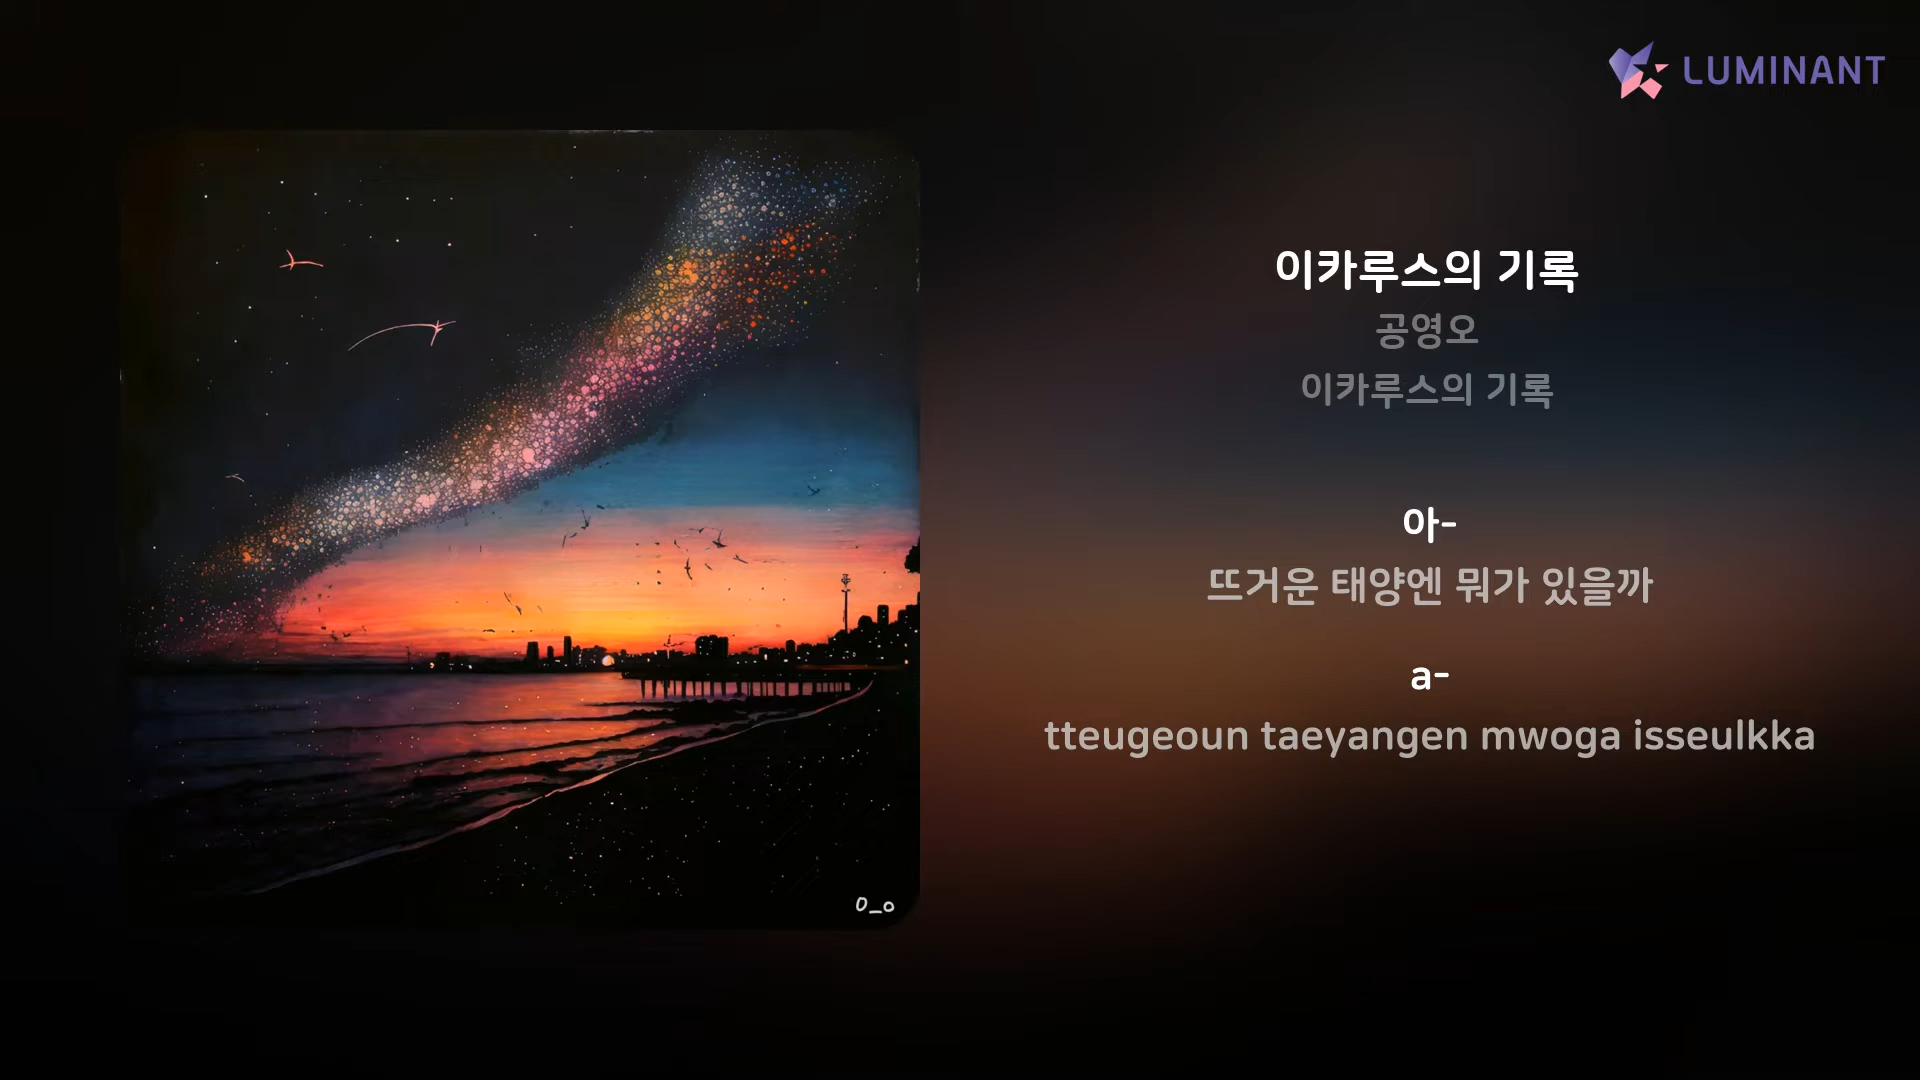 LUMINANT
이카루스의 기록
공영오
이카루스의 기록
아-
뜨거운 태양엔 뭐가 있을까
a-
tteugeoun taeyangen mwoga isseulkka
O_o